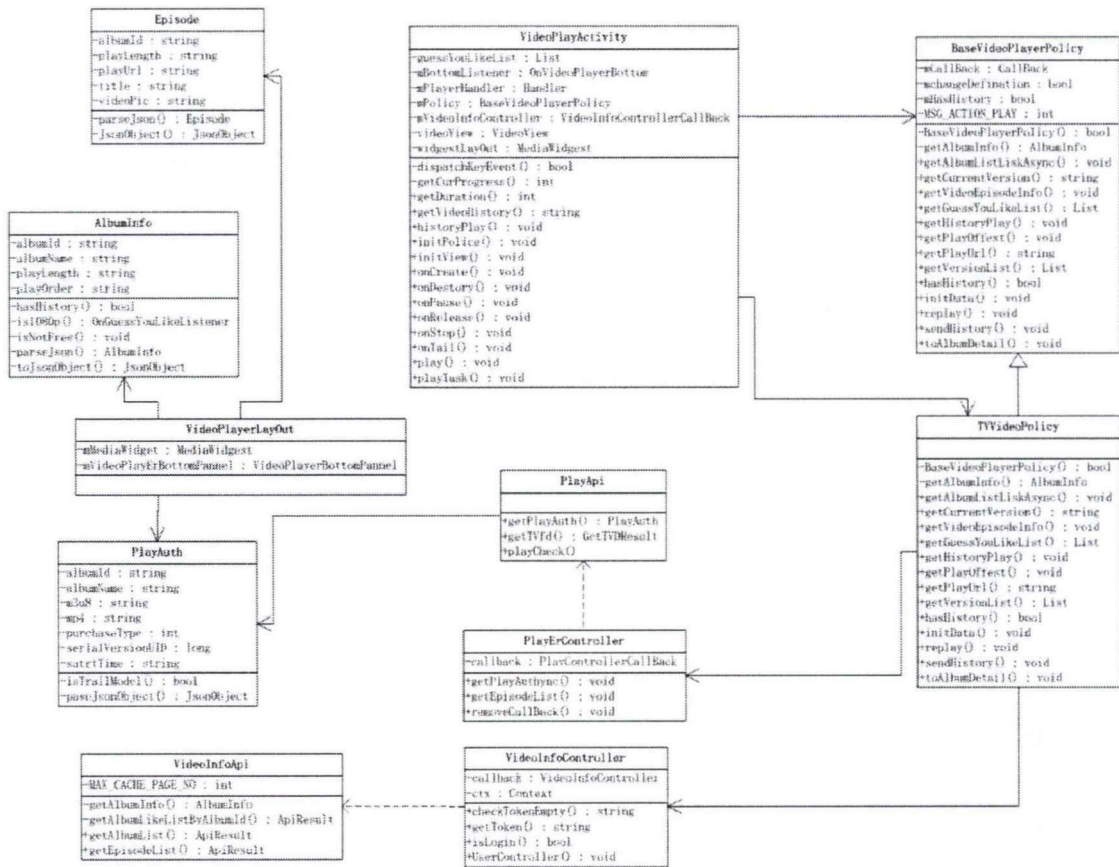 Episode
-albumId : string
-playLength : string
-playUrl : string
-title : string
-videoPic : string
-parseJson() : Episode
-JsonObject() : JsonObject
VideoPlayActivity
-guessYouLikeList : List
-mBottomListener : OnVideoPlayerBottom
-mPlayerHandler : Handler
-mPolicy : BaseVideoPlayerPolicy
-mVideoInfoController : VideoInfoControllerCallBack
-videoView : VideoView
-widgestLayOut : MediaWidgest
-dispatchKeyEvent() : bool
-getCurProgress() : int
+getDuration() : int
+getVideoHistory() : string
+historyPlay() : void
+initPolice() : void
+initView() : void
+onCreate() : void
+onDestory() : void
+onPause() : void
+onRelease() : void
+onStop() : void
+onTail() : void
+play() : void
+playTask() : void
BaseVideoPlayerPolicy
-mCallBack : CallBack
-mchangeDefination : bool
-mHasHistory : bool
-MSG_ACTION_PLAY : int
-BaseVideoPlayerPolicy() : bool
-getAlbumInfo() : AlbumInfo
+getAlbumListLiskAsync() : void
+getCurrentVersion() : string
+getVideoEpisodeInfo() : void
+getGuessYouLikeList() : List
+getHistoryPlay() : void
+getPlayOffest() : void
+getPlayUrl() : string
+getVersionList() : List
+hasHistory() : bool
+initData() : void
+replay() : void
+sendHistory() : void
+toAlbumDetail() : void
AlbumInfo
-albumId : string
-albumName : string
-playLength : string
-playOrder : string
-hasHistory() : bool
-is1080p() : OnGuessYouLikeListener
-isNotFree() : void
-parseJson() : AlbumInfo
+toJsonObject() : JsonObject
VideoPlayerLayOut
-mMediaWidget : MediaWidgest
-mVideoPlayErBottomPannel : VideoPlayerBottomPannel
TVVideoPolicy
-BaseVideoPlayerPolicy() : bool
-getAlbumInfo() : AlbumInfo
+getAlbumListLiskAsync() : void
+getCurrentVersion() : string
+getVideoEpisodeInfo() : void
+getGuessYouLikeList() : List
+getHistoryPlay() : void
+getPlayOffest() : void
+getPlayUrl() : string
+getVersionList() : List
+hasHistory() : bool
+initData() : void
+replay() : void
+sendHistory() : void
+toAlbumDetail() : void
PlayApi
+getPlayAuth() : PlayAuth
+getTVfd() : GetTVDResult
+playCheck()
PlayAuth
-albumId : string
-albumName : string
-m3u8 : string
-mp4 : string
-purchaseType : int
-serialVersionUID : long
-satrtTime : string
-isTrailModel() : bool
-paseJsonObject() : JsonObject
PlayErController
-callback : PlayControllerCallBack
+getPlayAuthync() : void
+getEpisodeList() : void
+removeCallBack() : void
VideoInfoApi
-MAX_CACHE_PAGE_NO : int
-getAlbumInfo() : AlbumInfo
-getAlbumLikeListByAlbumId() : ApiResult
+getAlbumList() : ApiResult
+getEpisodeList() : ApiResult
VideoInfoController
-callback : VideoInfoController
-ctx : Context
+checkTokenEmpty() : string
+getToken() : string
+isLogin() : bool
+UserController() : void